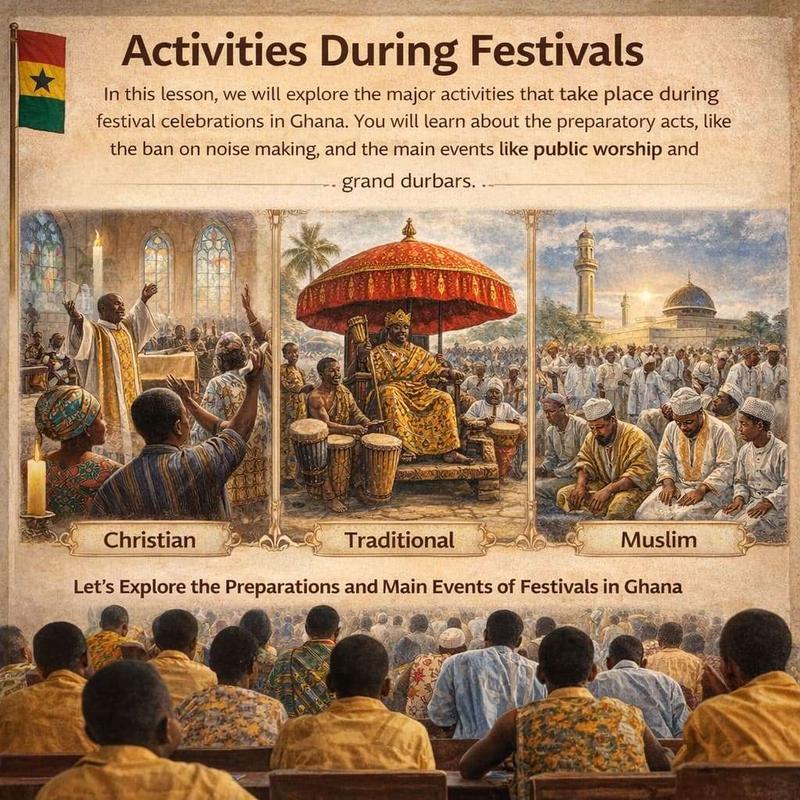 Activities During Festivals
In this lesson, we will explore the major activities that take place during
festival celebrations in Ghana. You will learn about the preparatory acts, like
the ban on noise making, and the main events like public worship and
grand durbars.
Christian
Traditional
Muslim
Let's Explore the Preparations and Main Events of Festivals in Ghana